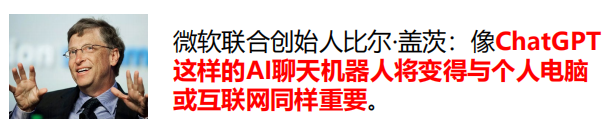 微软联合创始人比尔·盖茨：像ChatGPT
这样的AI聊天机器人将变得与个人电脑
或互联网同样重要。